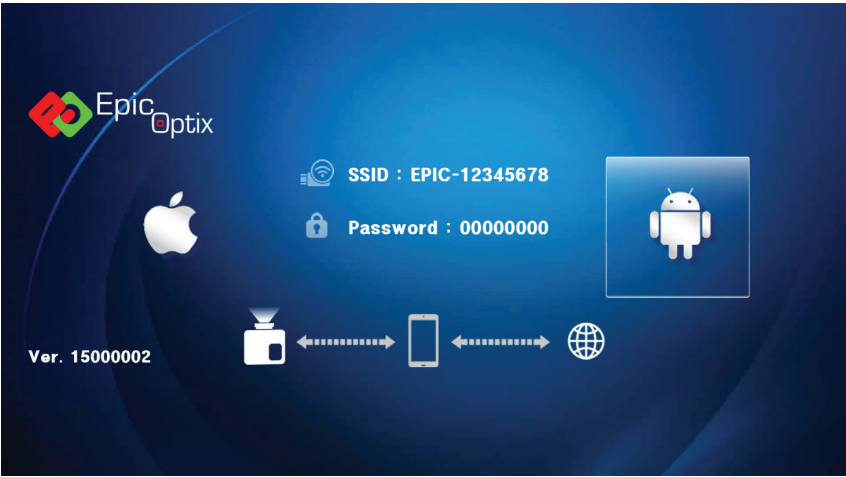 Epic
Optix
SSID : EPIC-12345678
Password : 00000000
Ver. 15000002